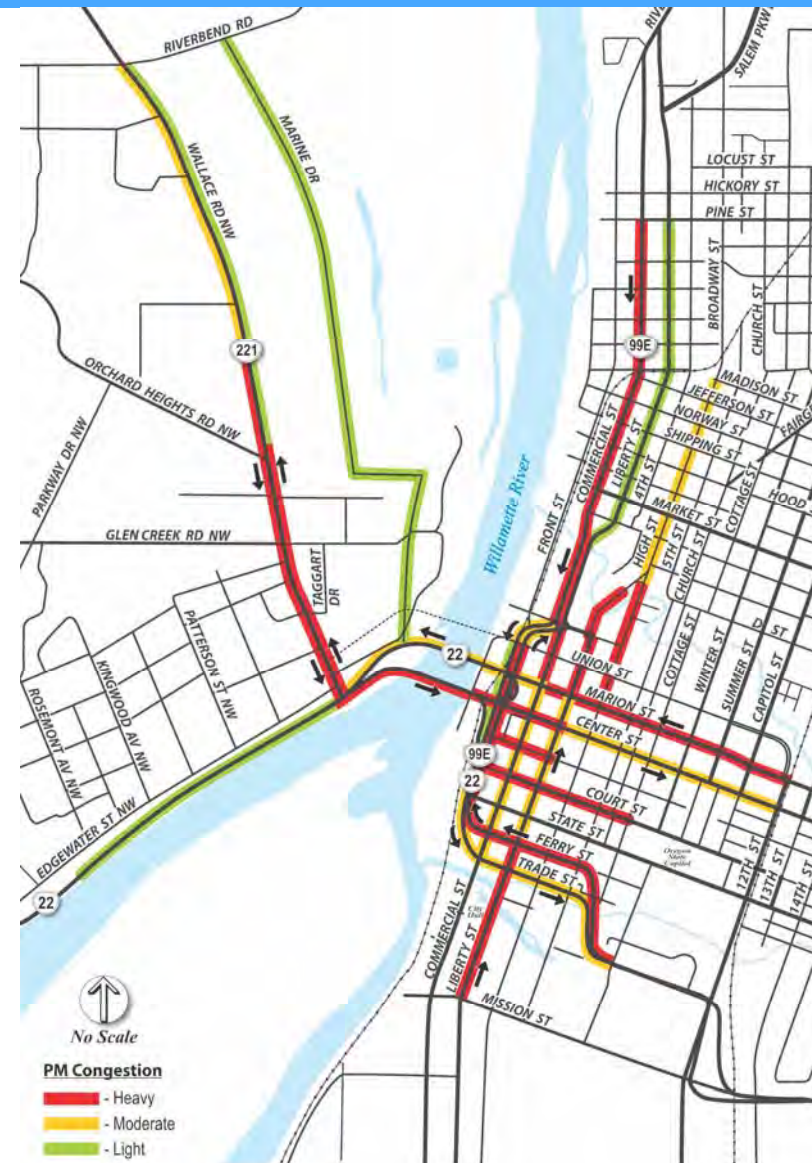 RIVERBEND RD
SALEM PKWY
WALLACE RD NW
MARINE DR
LOCUST ST
HICKORY ST
PINE ST
BROADWAY ST
CHURCH ST
221
99E
ORCHARD HEIGHTS RD NW
PARKWAY DR NW
MADISON ST
JEFFERSON ST
NORWAY ST
SHIPPING ST
COMMERCIAL ST
LIBERTY ST
4TH ST
COTTAGE ST
HOOD
MARKET ST
Willamette River
FRONT ST
HIGH ST
5TH ST
CHURCH ST
GLEN CREEK RD NW
TAGGART
DR
PATTERSON ST NW
KINGWOOD AV NW
ROSEMONT AV NW
22
UNION ST
D ST
COTTAGE ST
WINTER ST
SUMMER ST
CAPITOL ST
MARION ST
CENTER ST
99E
22
COURT ST
STATE ST
FERRY ST
TRADE ST
Oregon
State
Capitol
12TH ST
13TH ST
14TH ST
EDGEWATER ST NW
22
City
Hall
COMMERCIAL ST
LIBERTY ST
MISSION ST
No Scale
PM Congestion
- Heavy
- Moderate
- Light